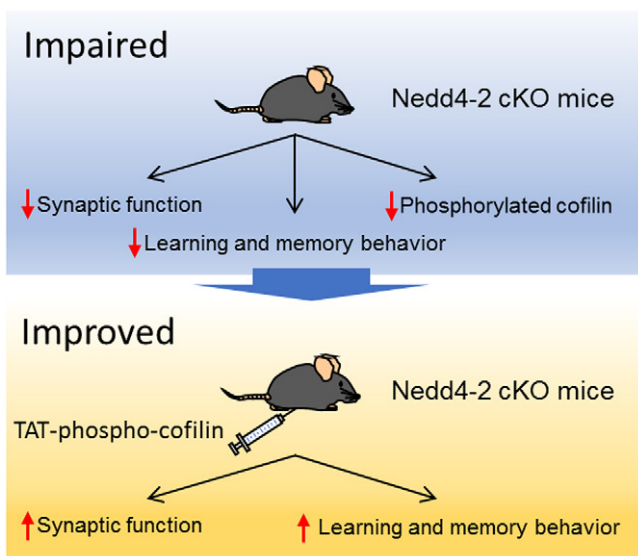 Impaired
Nedd4-2 cKO mice
Synaptic function
Phosphorylated cofilin
Learning and memory behavior
Improved
Nedd4-2 cKO mice
TAT-phospho-cofilin
Synaptic function
Learning and memory behavior